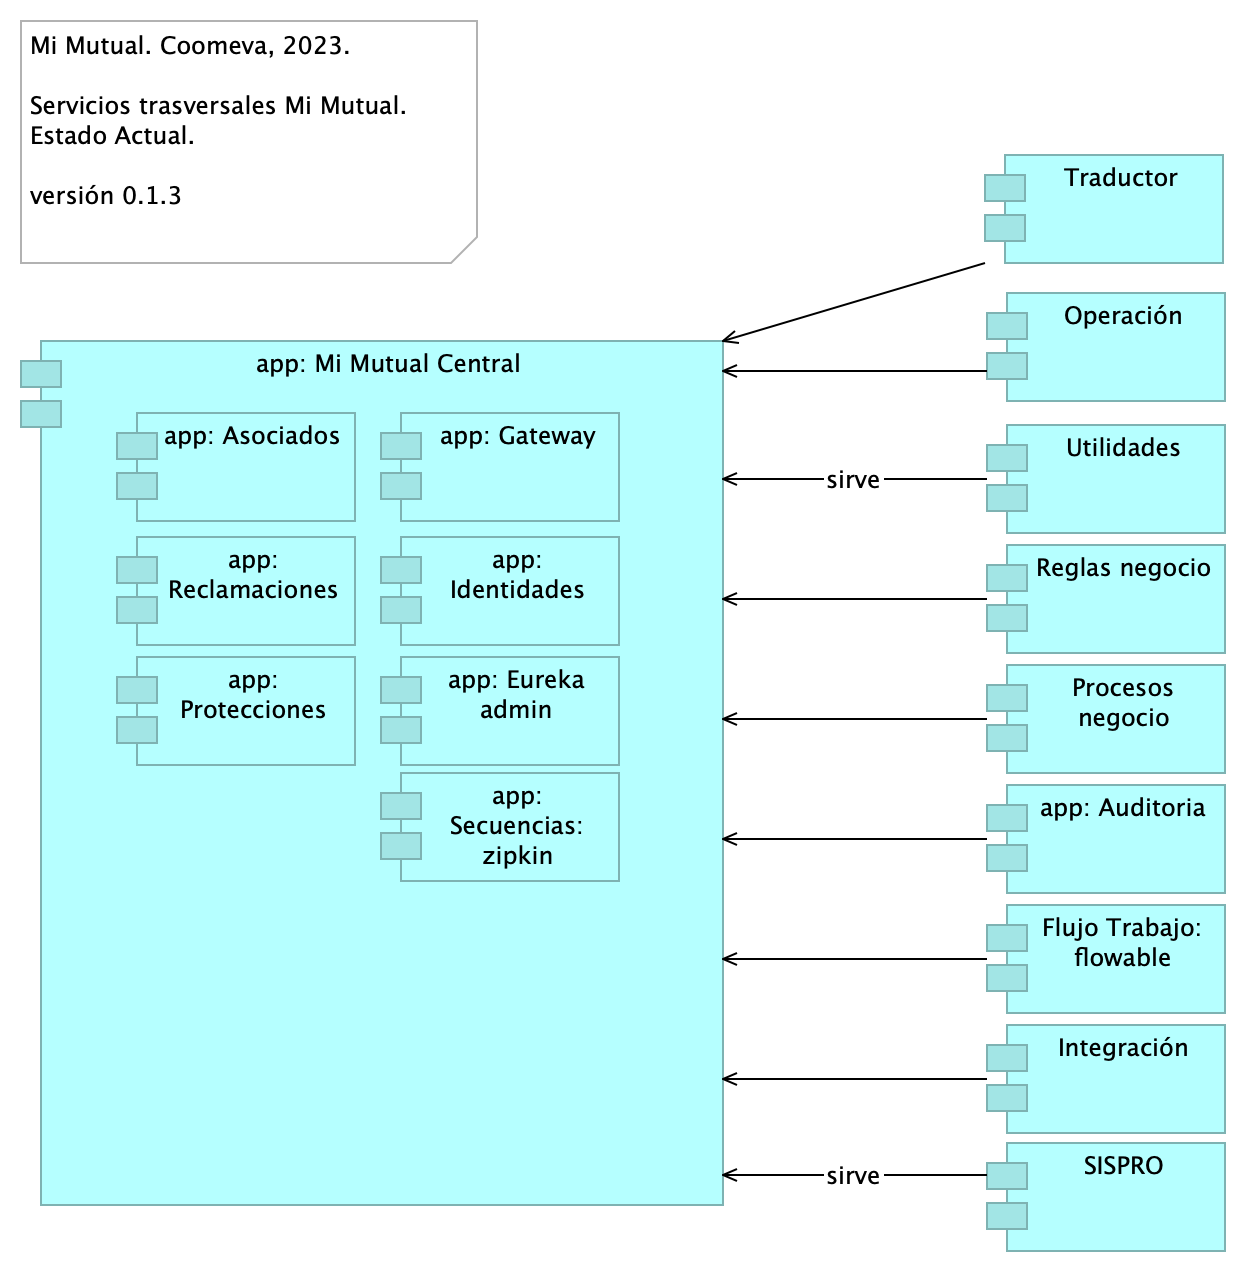 Mi Mutual. Coomeva, 2023.
Servicios trasversales Mi Mutual.
Estado Actual.
versión 0.1.3
Traductor
Operación
app: Mi Mutual Central
app: Asociados
app: Gateway
Utilidades
sirve
app:
Reclamaciones
app:
Identidades
Reglas negocio
app:
Protecciones
app: Eureka
admin
Procesos
negocio
app:
Secuencias:
zipkin
app: Auditoria
Flujo Trabajo:
flowable
Integración
SISPRO
sirve